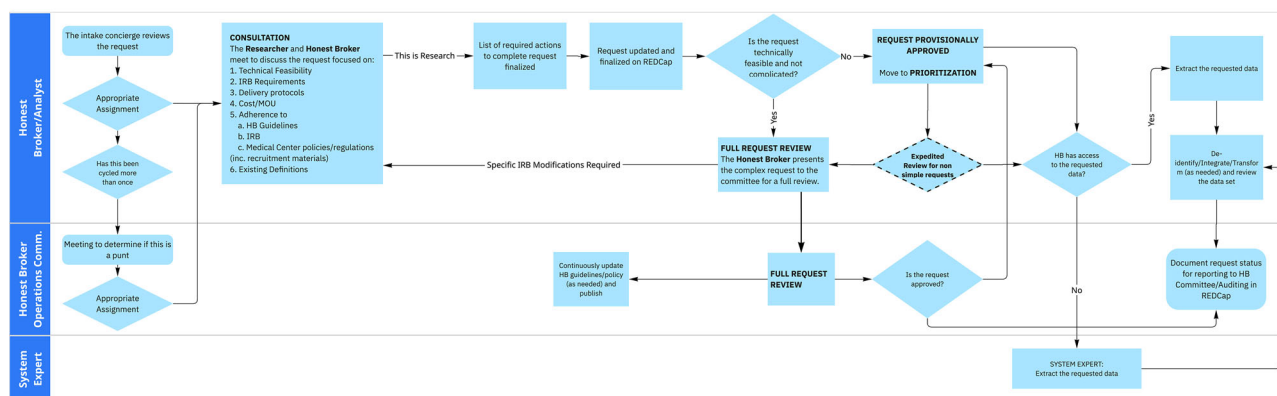 Honest
Broker/Analyst
The intake concierge reviews
the request
Appropriate
Assignment
Has this been
cycled more
than once
CONSULTATION
The Researcher and Honest Broker
meet to discuss the request focused on:
1. Technical Feasibility
2. IRB Requirements
3. Delivery protocols
4. Cost/MOU
5. Adherence to
a. HB Guidelines
b. IRB
c. Medical Center policies/regulations
(inc. recruitment materials)
6. Existing Definitions
This is Research
List of required actions
to complete request
finalized
Request updated and
finalized on REDCap
Is the request
technically
feasible and not
complicated?
No
Yes
REQUEST PROVISIONALLY
APPROVED
Move to PRIORITIZATION
FULL REQUEST REVIEW
The Honest Broker presents
the complex request to the
committee for a full review.
Specific IRB Modifications Required
Expedited
Review for non
simple requests
HB has access
to the requested
data?
Yes
No
Extract the requested data
De-
identify/Integrate/Transfor
m (as needed) and review
the data set
Honest Broker
Operations Comm.
Meeting to determine if this is
a punt
Appropriate
Assignment
Continuously update
HB guidelines/policy
(as needed) and
publish
FULL REQUEST
REVIEW
Is the request
approved?
Document request status
for reporting to HB
Committee/Auditing in
REDCap
System
Expert
SYSTEM EXPERT:
Extract the requested data